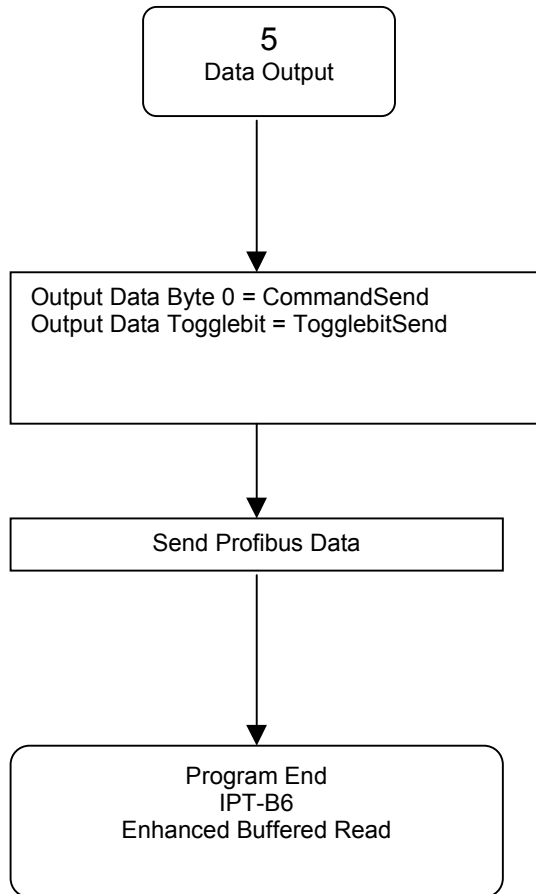 5
Data Output
Output Data Byte 0 = CommandSend
Output Data Togglebit = TogglebitSend
Send Profibus Data
Program End
IPT-B6
Enhanced Buffered Read